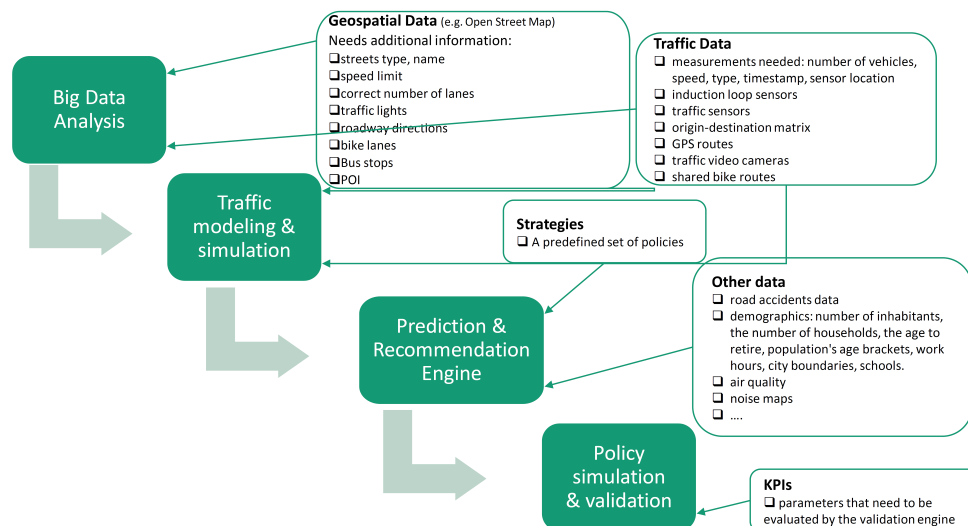 Geospatial Data (e.g. Open Street Map)
Needs additional information:
❑streets type, name
❑speed limit
❑correct number of lanes
❑traffic lights
❑roadway directions
❑bike lanes
❑Bus stops
❑POI
Traffic Data
❑ measurements needed: number of vehicles,
speed, type, timestamp, sensor location
❑ induction loop sensors
❑ traffic sensors
❑ origin-destination matrix
❑ GPS routes
❑ traffic video cameras
❑ shared bike routes
Big Data
Analysis
Traffic
modeling &
simulation
Strategies
❑ A predefined set of policies
Other data
❑ road accidents data
❑ demographics: number of inhabitants,
the number of households, the age to
retire, population's age brackets, work
hours, city boundaries, schools.
❑ air quality
❑ noise maps
❑ ....
Prediction &
Recommendation
Engine
Policy
simulation
& validation
KPIs
❑ parameters that need to be
evaluated by the validation engine